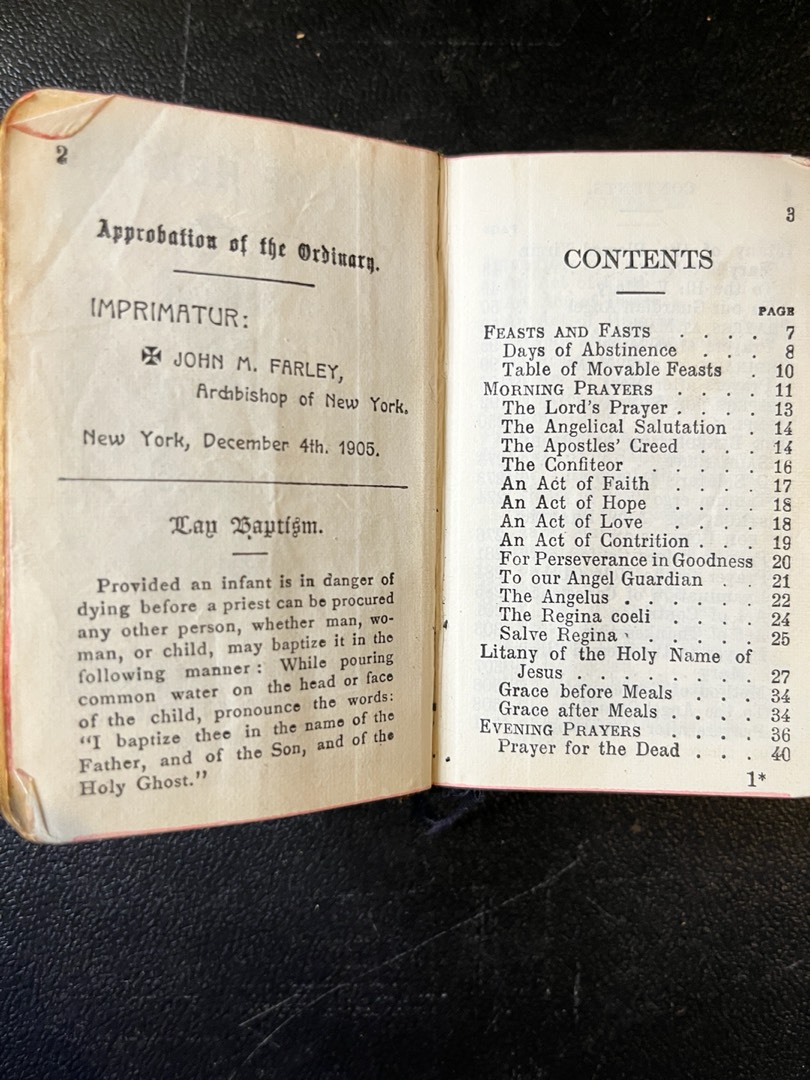 2
Approbation of the Ordinary.
IMPRIMATUR:
✠ JOHN M. FARLEY,
Archbishop of New York.
New York, December 4th. 1905.
Lay Baptism.
Provided an infant is in danger of
dying before a priest can be procured
any other person, whether man, wo-
man, or child, may baptize it in the
following manner: While pouring
common water on the head or face
of the child, pronounce the words:
“I baptize thee in the name of the
Father, and of the Son, and of the
Holy Ghost.”
3
CONTENTS
PAGE
FEASTS AND FASTS . . . . 7
Days of Abstinence . . . 8
Table of Movable Feasts . 10
MORNING PRAYERS . . . . 11
The Lord's Prayer . . . . 13
The Angelical Salutation . 14
The Apostles' Creed . . . 14
The Confiteor . . . . . 16
An Act of Faith . . . . 17
An Act of Hope . . . . 18
An Act of Love . . . . 18
An Act of Contrition . . . 19
For Perseverance in Goodness 20
To our Angel Guardian . . 21
The Angelus . . . . . . 22
The Regina coeli . . . . 24
Salve Regina . . . . . 25
Litany of the Holy Name of
Jesus . . . . . . . . 27
Grace before Meals . . . 34
Grace after Meals . . . . 34
EVENING PRAYERS . . . . 36
Prayer for the Dead . . . 40
1*